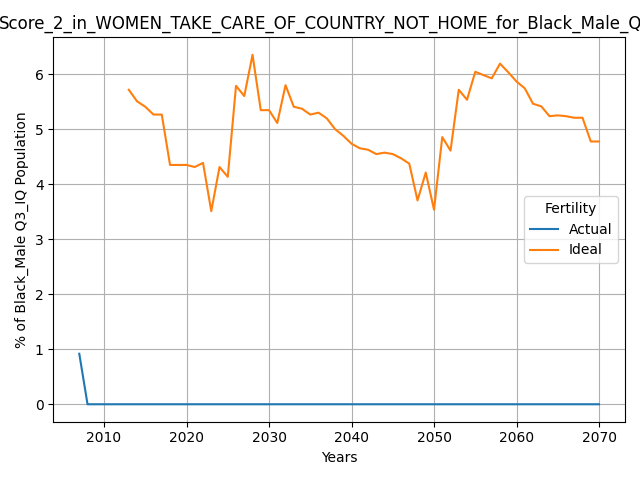 Score_2_in_WOMEN_TAKE_CARE_OF_COUNTRY_NOT_HOME_for_Black_Male_Q
% of Black_Male Q3_IQ Population
6
5
4
3
2
1
0
Fertility
Actual
Ideal
2010 2020 2030 2040 2050 2060 2070
Years